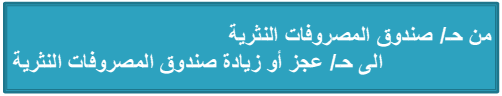 من حـ/ صندوق المصروفات النثرية
الى حـ/ عجز أو زيادة صندوق المصروفات النثرية